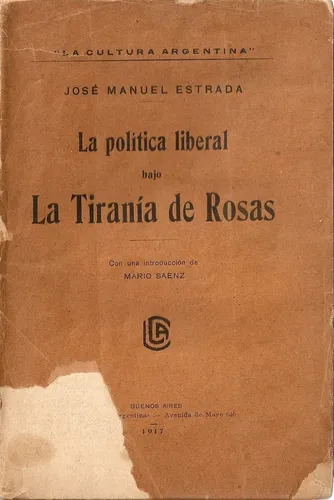 "LA CULTURA ARGENTINA"
JOSÉ MANUEL ESTRADA
La política liberal
bajo
La Tiranía de Rosas
Con una introducción de
MARIO SAENZ
LCA
BUENOS AIRES
Avenida de Mayo
1917